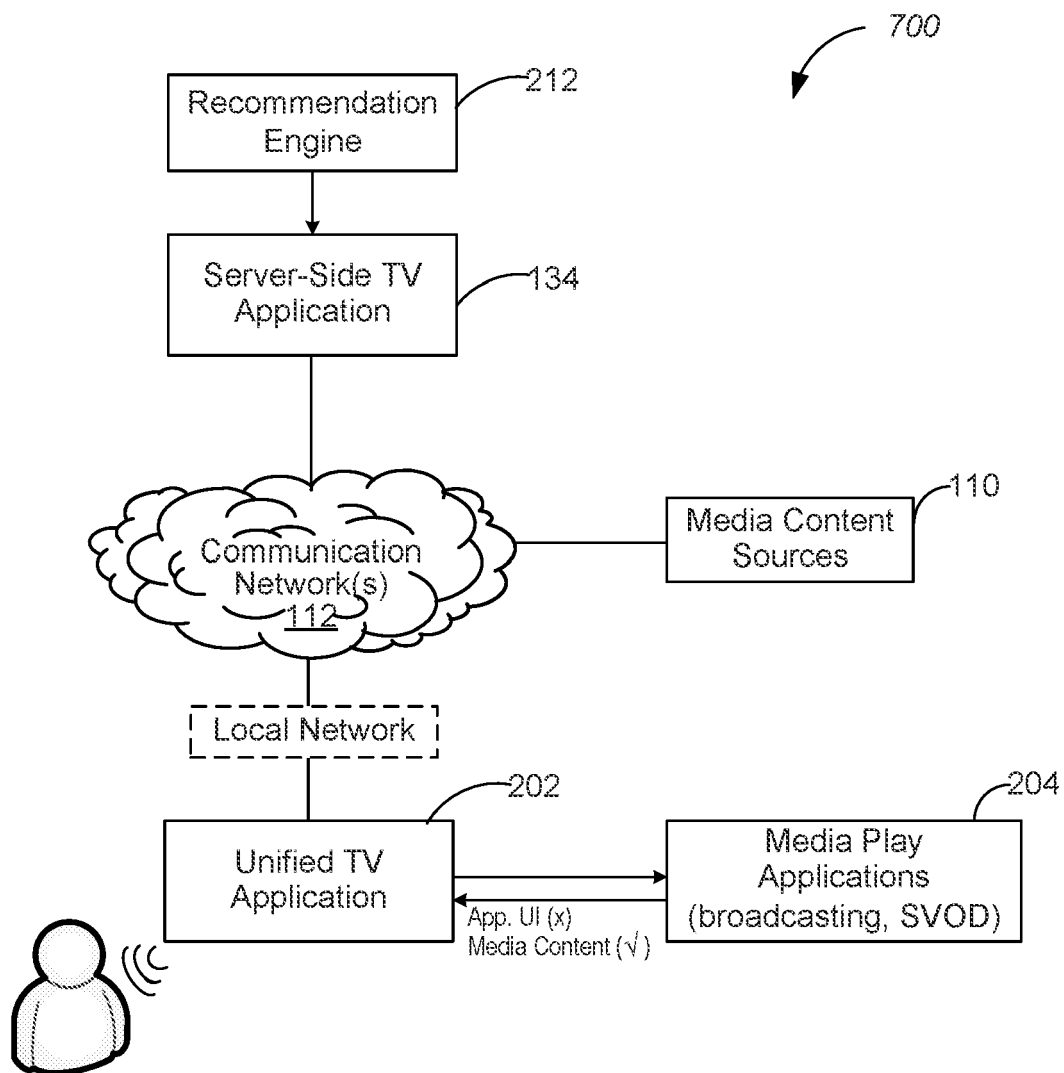 700
212
Recommendation
Engine
Server-Side TV
Application
134
Communication
Network(s)
112
110
Media Content
Sources
Local Network
202
204
Unified TV
Application
Media Play
Applications
(broadcasting, SVOD)
App. UI (x)
Media Content (√)